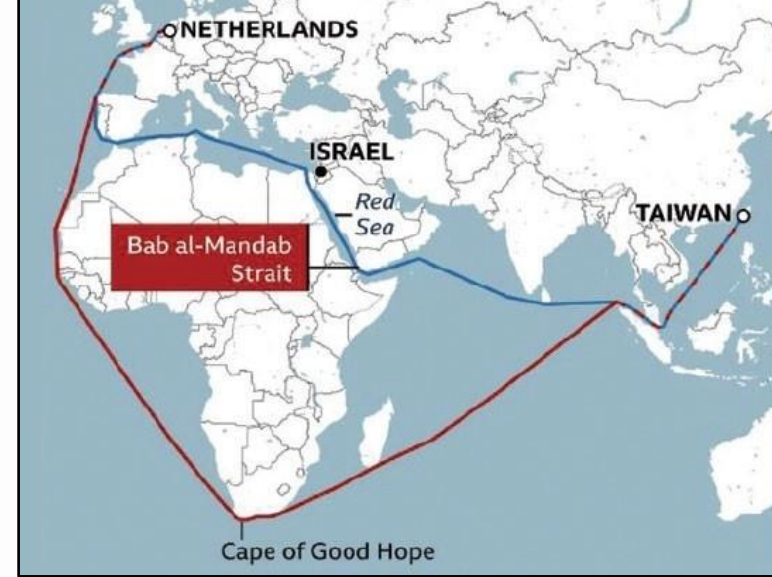 NETHERLANDS
ISRAEL
Red
Sea
TAIWAN
Bab al-Mandab
Strait
Cape of Good Hope